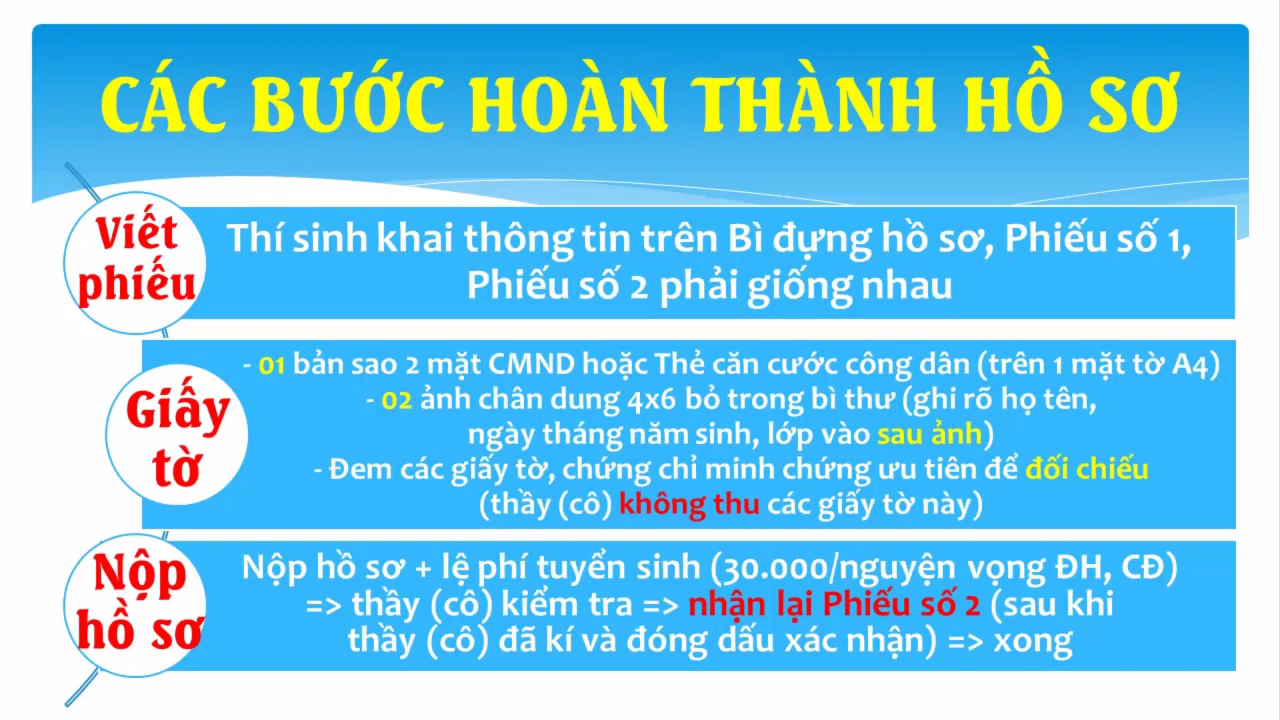 CÁC BƯỚC HOÀN THÀNH HỒ SƠ
Viết
phiếu
Thí sinh khai thông tin trên Bì đựng hồ sơ, Phiếu số 1,
Phiếu số 2 phải giống nhau
Giấy
tờ
- 01 bản sao 2 mặt CMND hoặc Thẻ căn cước công dân (trên 1 mặt tờ A4)
- 02 ảnh chân dung 4x6 bỏ trong bì thư (ghi rõ họ tên,
ngày tháng năm sinh, lớp vào sau ảnh)
- Đem các giấy tờ, chứng chỉ minh chứng ưu tiên để đối chiếu
(thầy (cô) không thu các giấy tờ này)
Nộp
hồ sơ
Nộp hồ sơ + lệ phí tuyển sinh (30.000/nguyện vọng ĐH, CĐ)
=> thầy (cô) kiểm tra => nhận lại Phiếu số 2 (sau khi
thầy (cô) đã kí và đóng dấu xác nhận) => xong